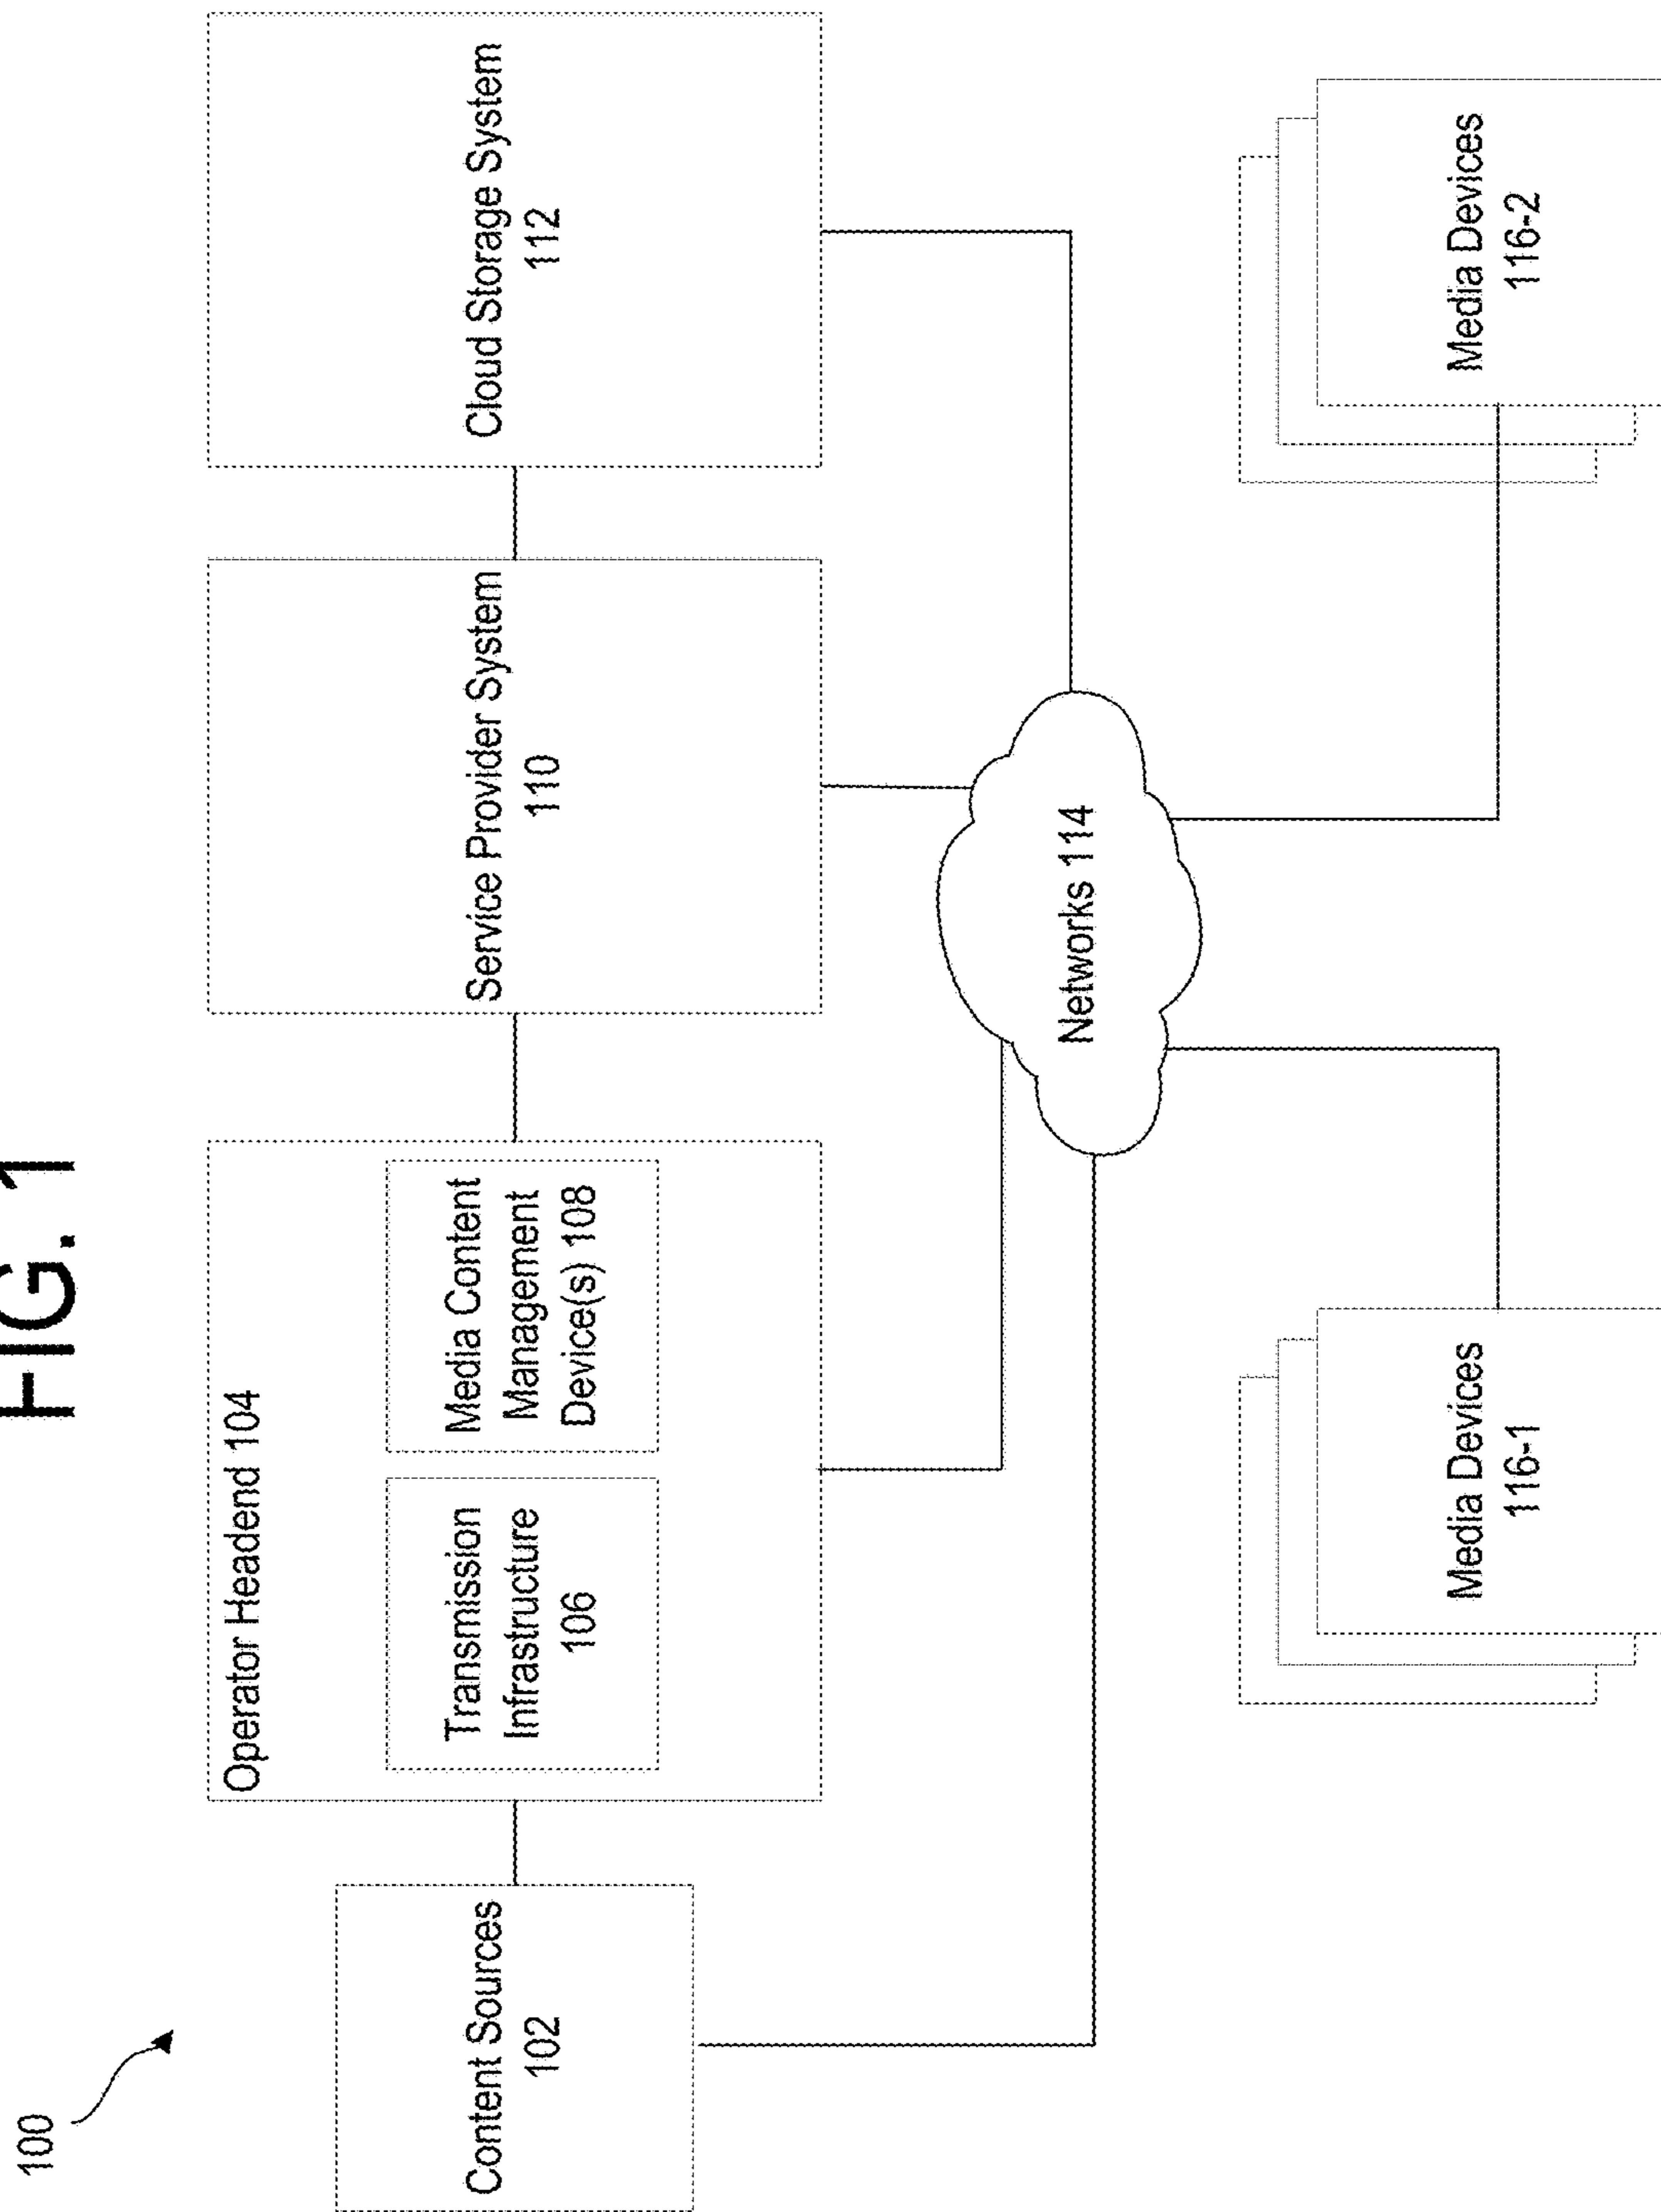 FIG. 1
100
Content Sources
102
Operator Headend 104
Transmission
Infrastructure
106
Media Content
Management
Device(s) 108
Service Provider System
110
Cloud Storage System
112
Networks 114
Media Devices
116-1
Media Devices
116-2